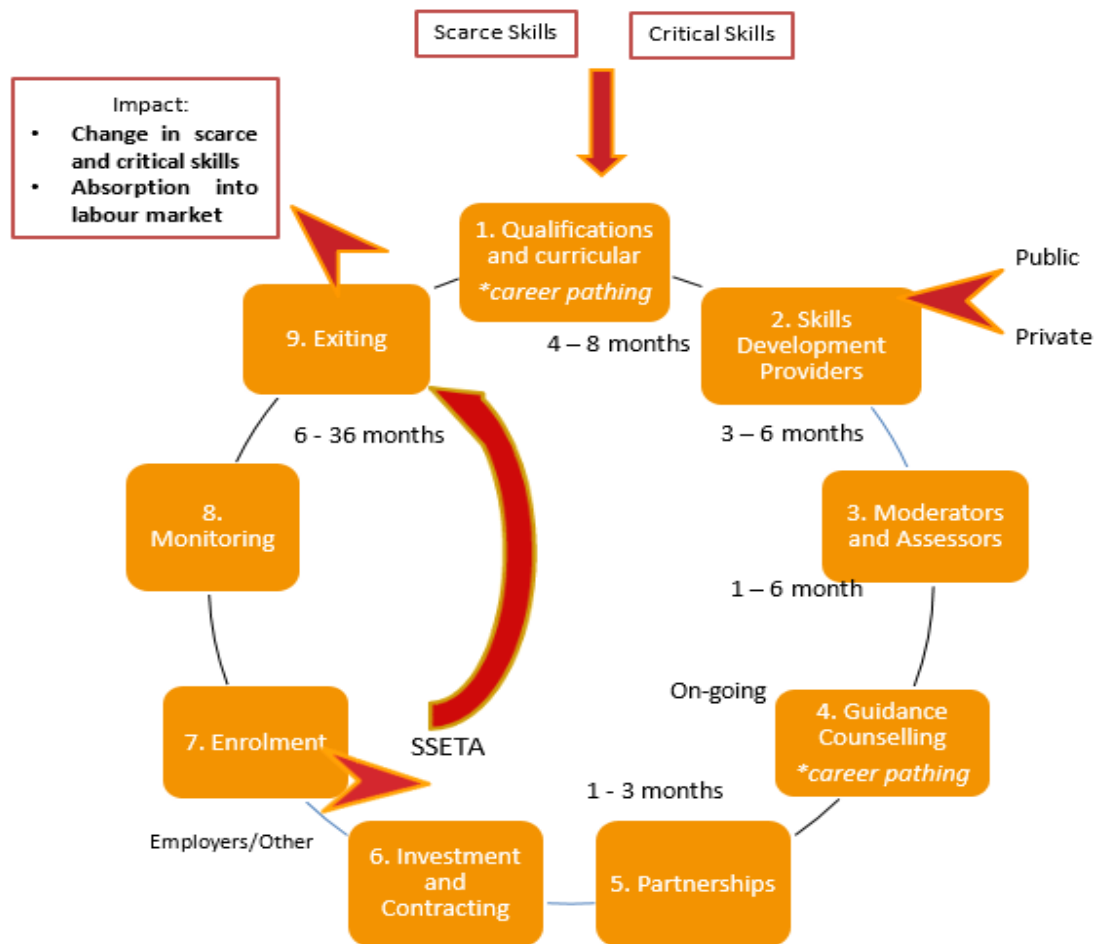 Scarce Skills
Critical Skills
Impact:
• Change in scarce
and critical skills
• Absorption into
labour market
1. Qualifications
and curricular
*career pathing
4 – 8 months
Public
Private
2. Skills
Development
Providers
3 – 6 months
3. Moderators
and Assessors
1 – 6 month
On-going
4. Guidance
Counselling
*career pathing
1 - 3 months
5. Partnerships
6. Investment
and
Contracting
Employers/Other
7. Enrolment
SSETA
8.
Monitoring
6 - 36 months
9. Exiting